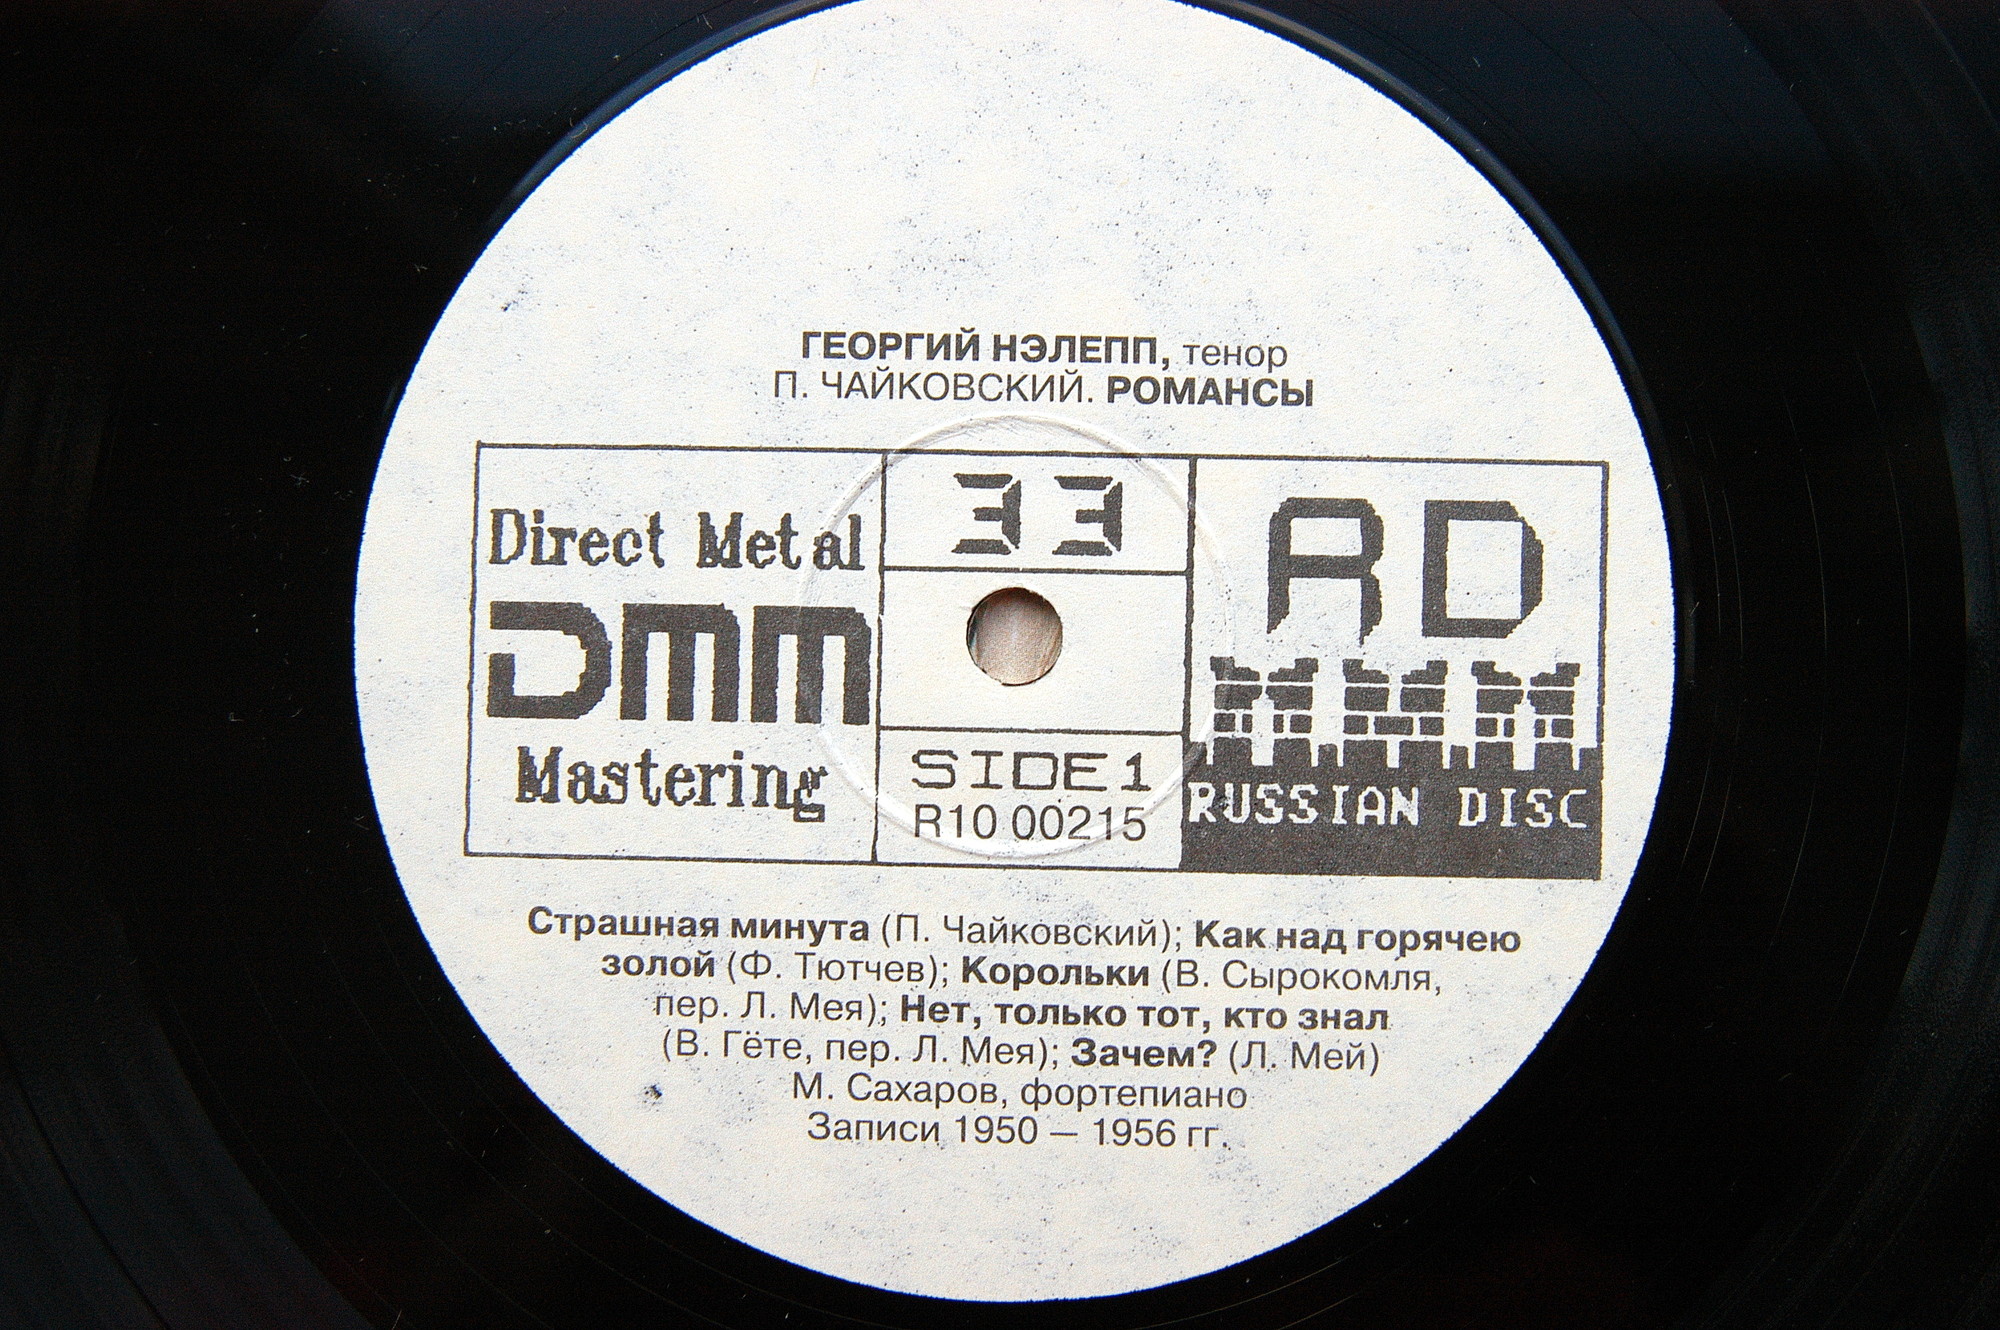 ГЕОРГИЙ НЭЛЕПП, тенор
П. ЧАЙКОВСКИЙ. РОМАНСЫ
Direct Metal
DMM
Mastering
33
SIDE 1
R10 00215
RD
RUSSIAN DISC
Страшная минута (П. Чайковский); Как над горячею
золой (Ф. Тютчев); Корольки (В. Сырокомля,
пер. Л. Мея); Нет, только тот, кто знал
(В. Гёте, пер. Л. Мея); Зачем? (Л. Мей)
М. Сахаров, фортепиано
Записи 1950 — 1956 гг.